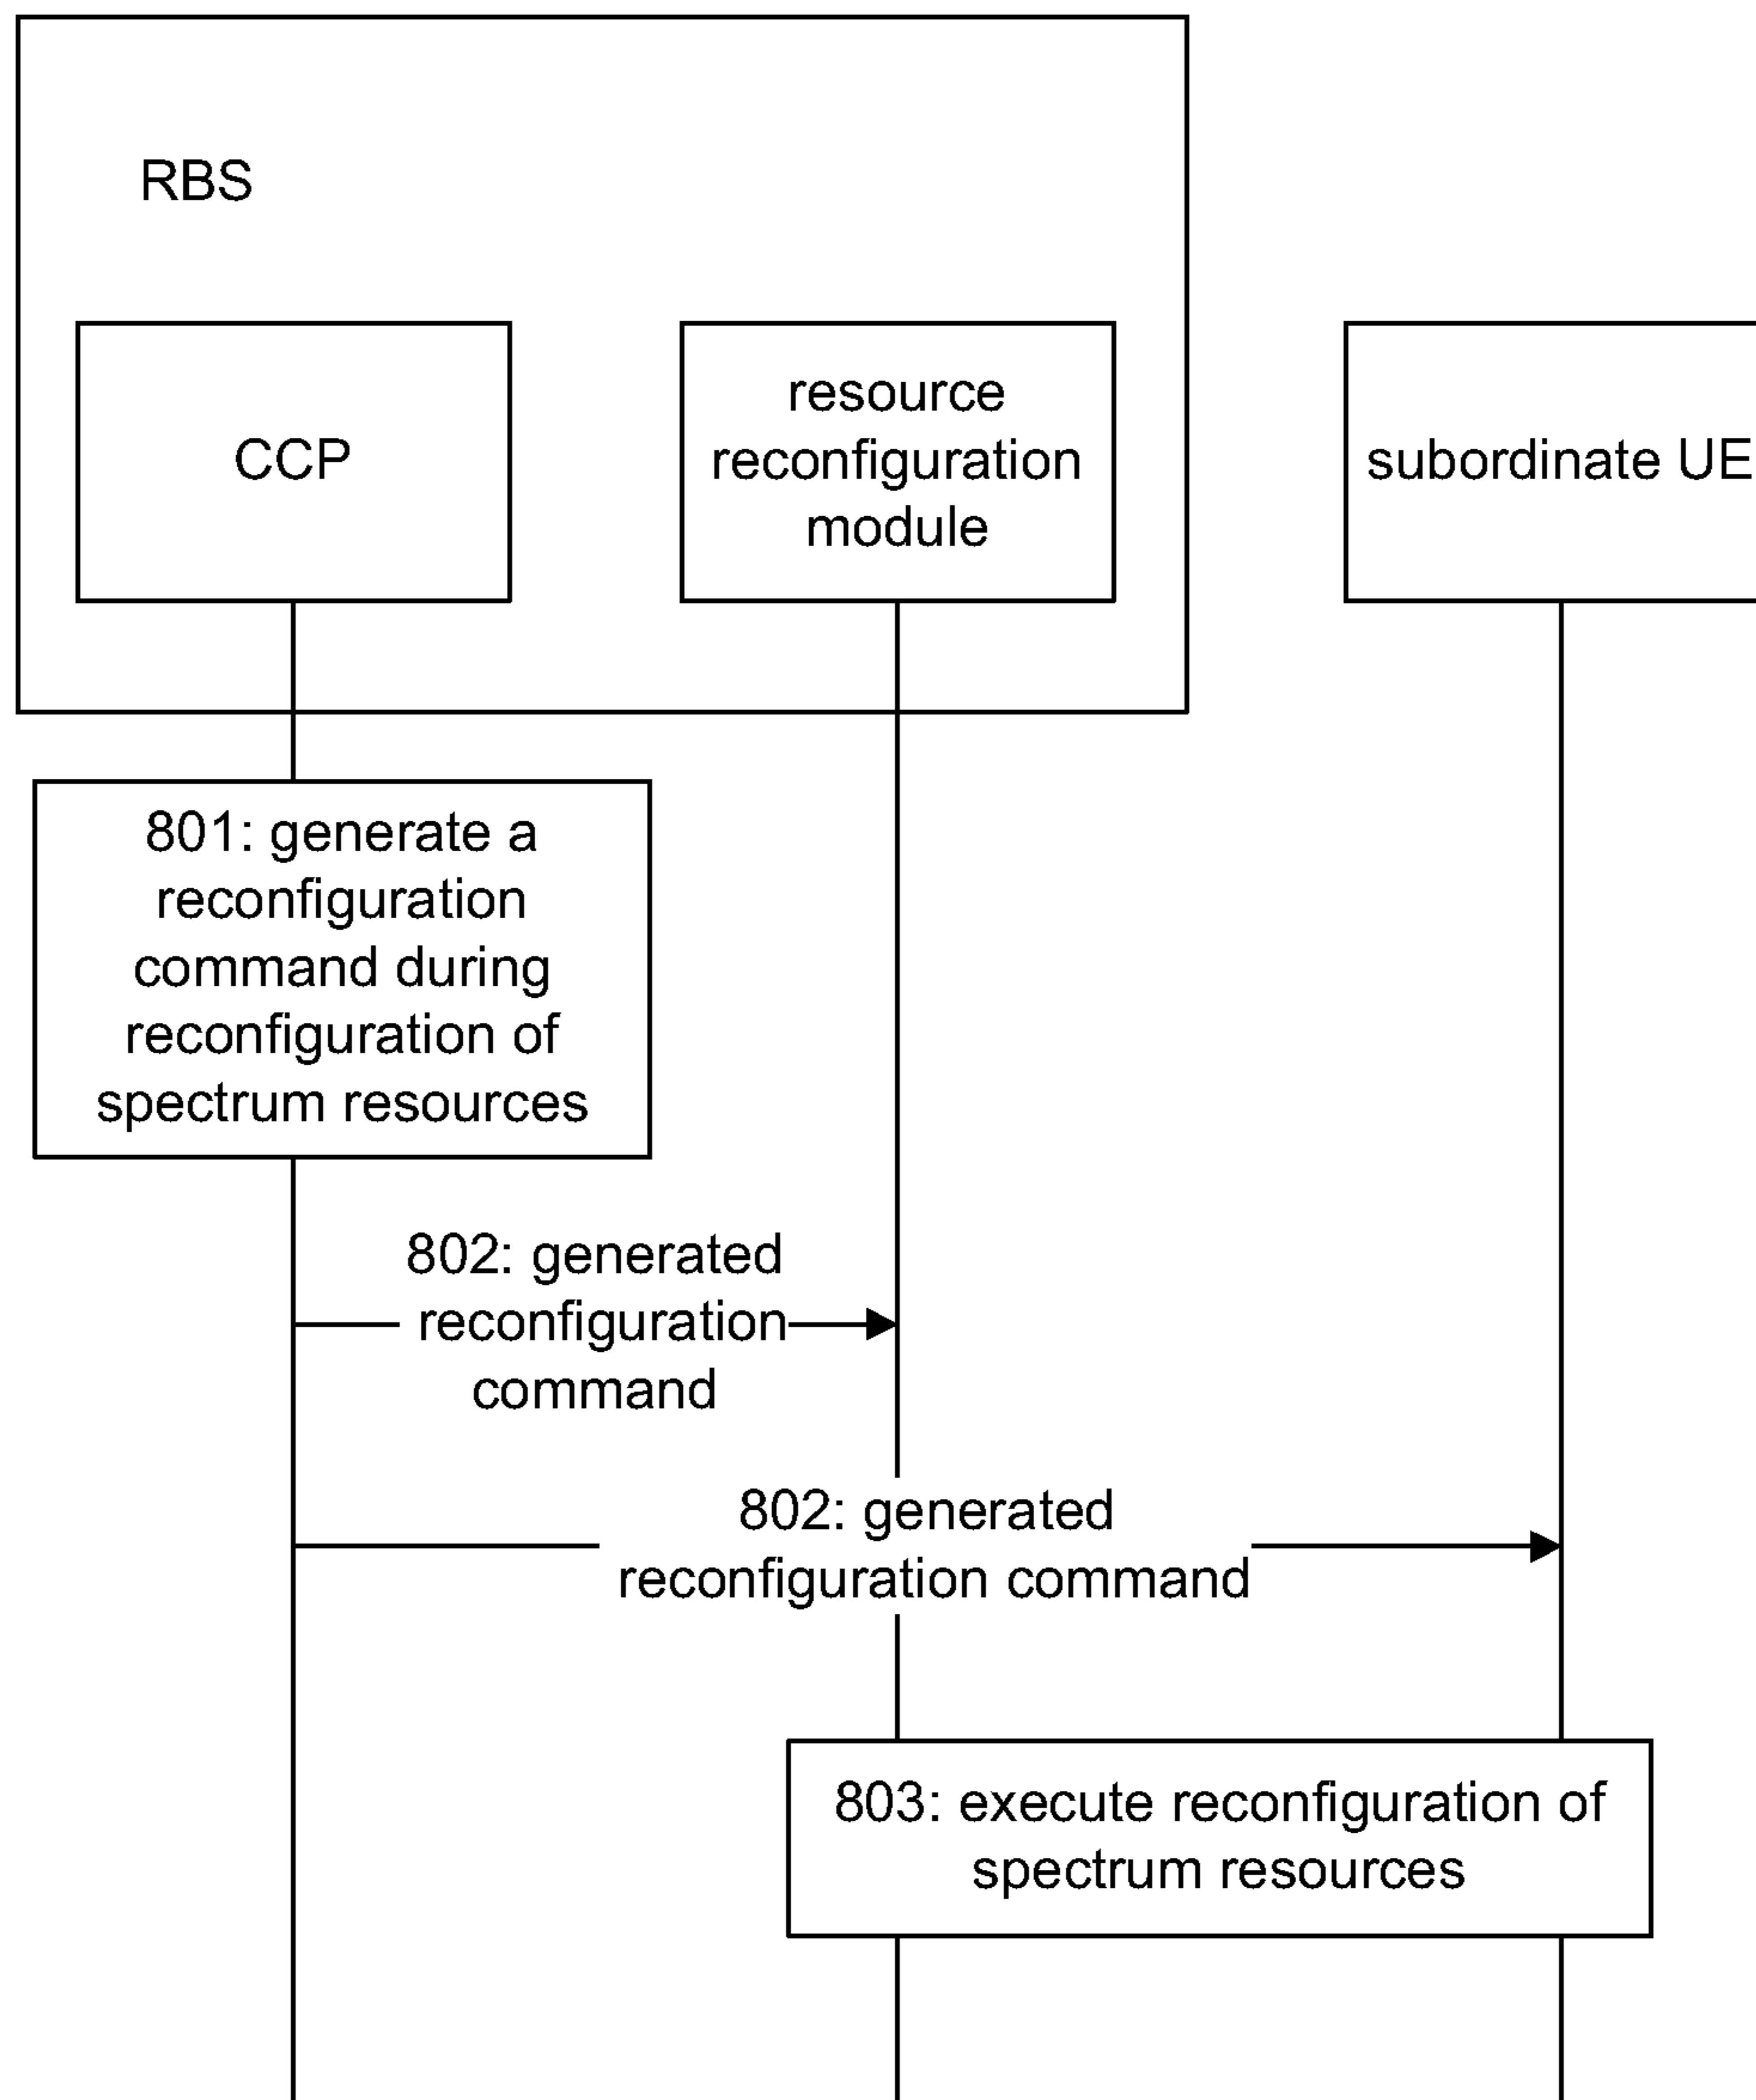 RBS
CCP
resource
reconfiguration
module
subordinate UE
801: generate a
reconfiguration
command during
reconfiguration of
spectrum resources
802: generated
reconfiguration
command
802: generated
reconfiguration command
803: execute reconfiguration of
spectrum resources